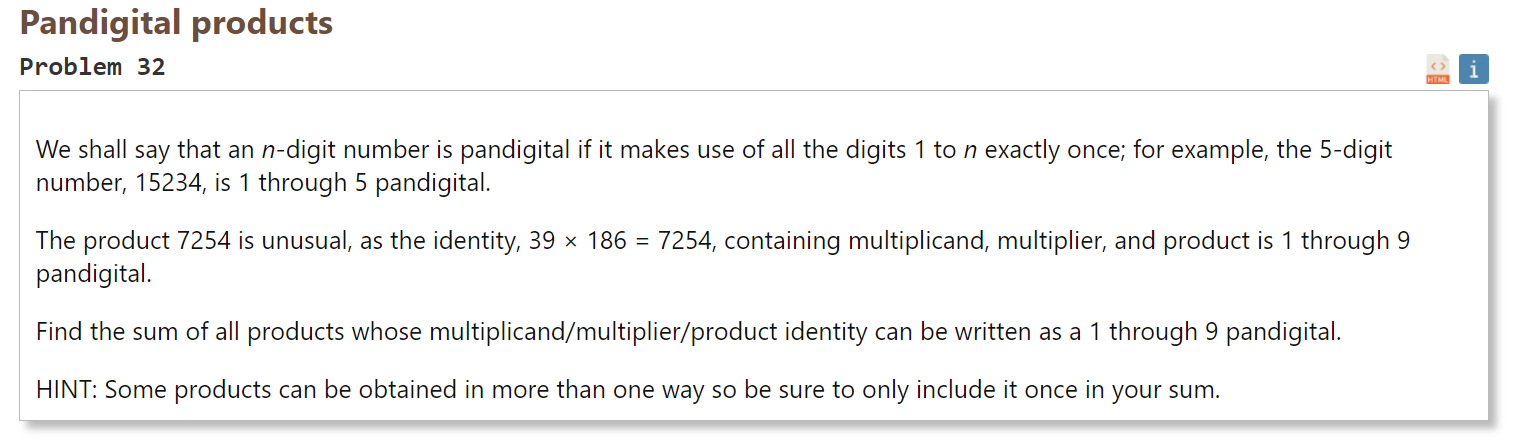 Pandigital products
Problem 32
HTML
i
We shall say that an n-digit number is pandigital if it makes use of all the digits 1 to n exactly once; for example, the 5-digit
number, 15234, is 1 through 5 pandigital.
The product 7254 is unusual, as the identity, 39 × 186 = 7254, containing multiplicand, multiplier, and product is 1 through 9
pandigital.
Find the sum of all products whose multiplicand/multiplier/product identity can be written as a 1 through 9 pandigital.
HINT: Some products can be obtained in more than one way so be sure to only include it once in your sum.